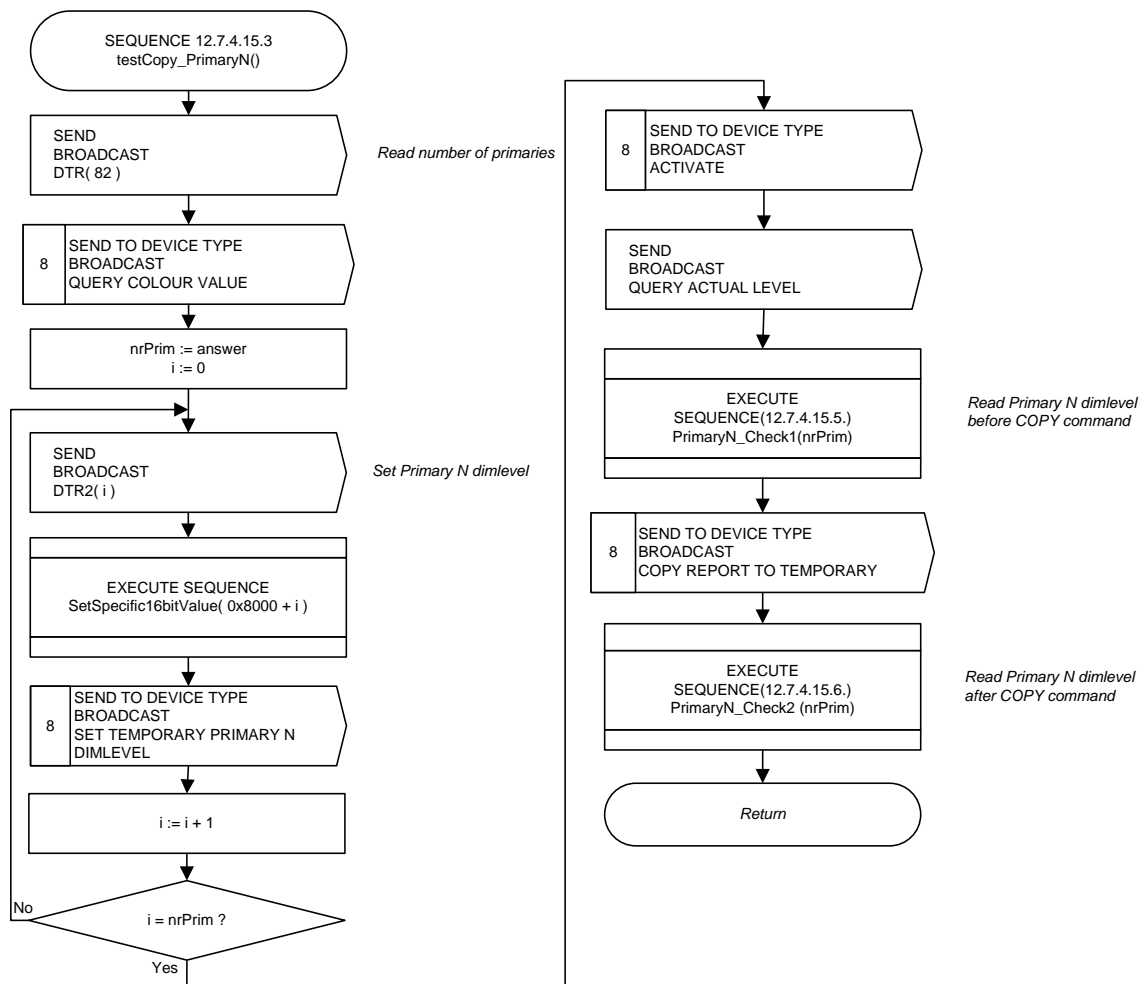 SEQUENCE 12.7.4.15.3
testCopy_PrimaryN()
SEND
BROADCAST
DTR( 82 )
Read number of primaries
8
SEND TO DEVICE TYPE
BROADCAST
QUERY COLOUR VALUE
nrPrim := answer
i := 0
SEND
BROADCAST
DTR2( i )
Set Primary N dimlevel
EXECUTE SEQUENCE
SetSpecific16bitValue( 0x8000 + i )
8
SEND TO DEVICE TYPE
BROADCAST
SET TEMPORARY PRIMARY N
DIMLEVEL
i := i + 1
i = nrPrim ?
No
Yes
8
SEND TO DEVICE TYPE
BROADCAST
ACTIVATE
SEND
BROADCAST
QUERY ACTUAL LEVEL
EXECUTE
SEQUENCE(12.7.4.15.5.)
PrimaryN_Check1(nrPrim)
Read Primary N dimlevel
before COPY command
8
SEND TO DEVICE TYPE
BROADCAST
COPY REPORT TO TEMPORARY
EXECUTE
SEQUENCE(12.7.4.15.6.)
PrimaryN_Check2 (nrPrim)
Read Primary N dimlevel
after COPY command
Return